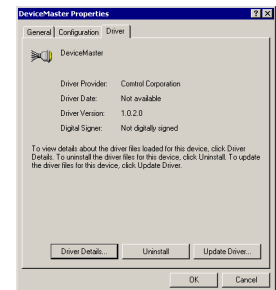 DeviceMaster Properties
General Configuration Driver
DeviceMaster
Driver Provider: Comtrol Corporation
Driver Date: Not available
Driver Version: 1.0.2.0
Digital Signer: Not digitally signed
To view details about the driver files loaded for this device, click Driver
Details. To uninstall the driver files for this device, click Uninstall. To update
the driver files for this device, click Update Driver.
Driver Details... Uninstall Update Driver...
OK Cancel